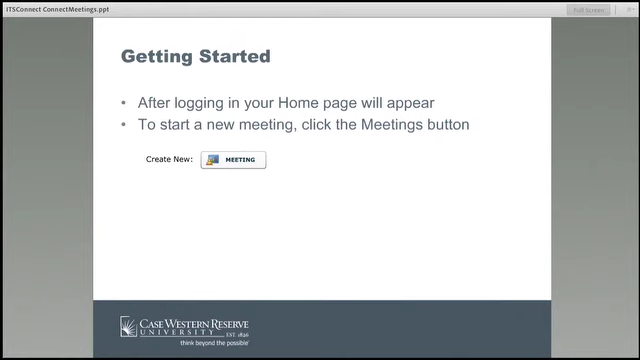 ITSConnect ConnectMeetings.ppt
Full Screen
Getting Started
• After logging in your Home page will appear
• To start a new meeting, click the Meetings button
Create New: MEETING
CASE WESTERN RESERVE
UNIVERSITY EST. 1826
think beyond the possible